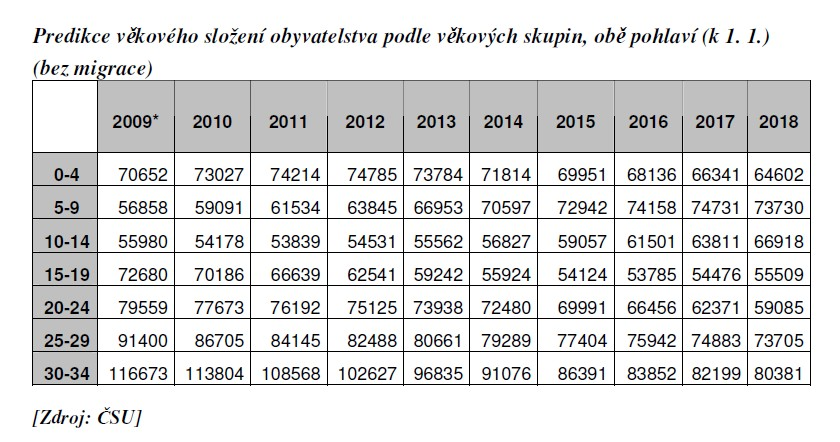 Predikce věkového složení obyvatelstva podle věkových skupin, obě pohlaví (k 1. 1.)
(bez migrace)
2009* 2010 2011 2012 2013 2014 2015 2016 2017 2018
0-4 70652 73027 74214 74785 73784 71814 69951 68136 66341 64602
5-9 56858 59091 61534 63845 66953 70597 72942 74158 74731 73730
10-14 55980 54178 53839 54531 55562 56827 59057 61501 63811 66918
15-19 72680 70186 66639 62541 59242 55924 54124 53785 54476 55509
20-24 79559 77673 76192 75125 73938 72480 69991 66456 62371 59085
25-29 91400 86705 84145 82488 80661 79289 77404 75942 74883 73705
30-34 116673 113804 108568 102627 96835 91076 86391 83852 82199 80381
[Zdroj: ČSU]